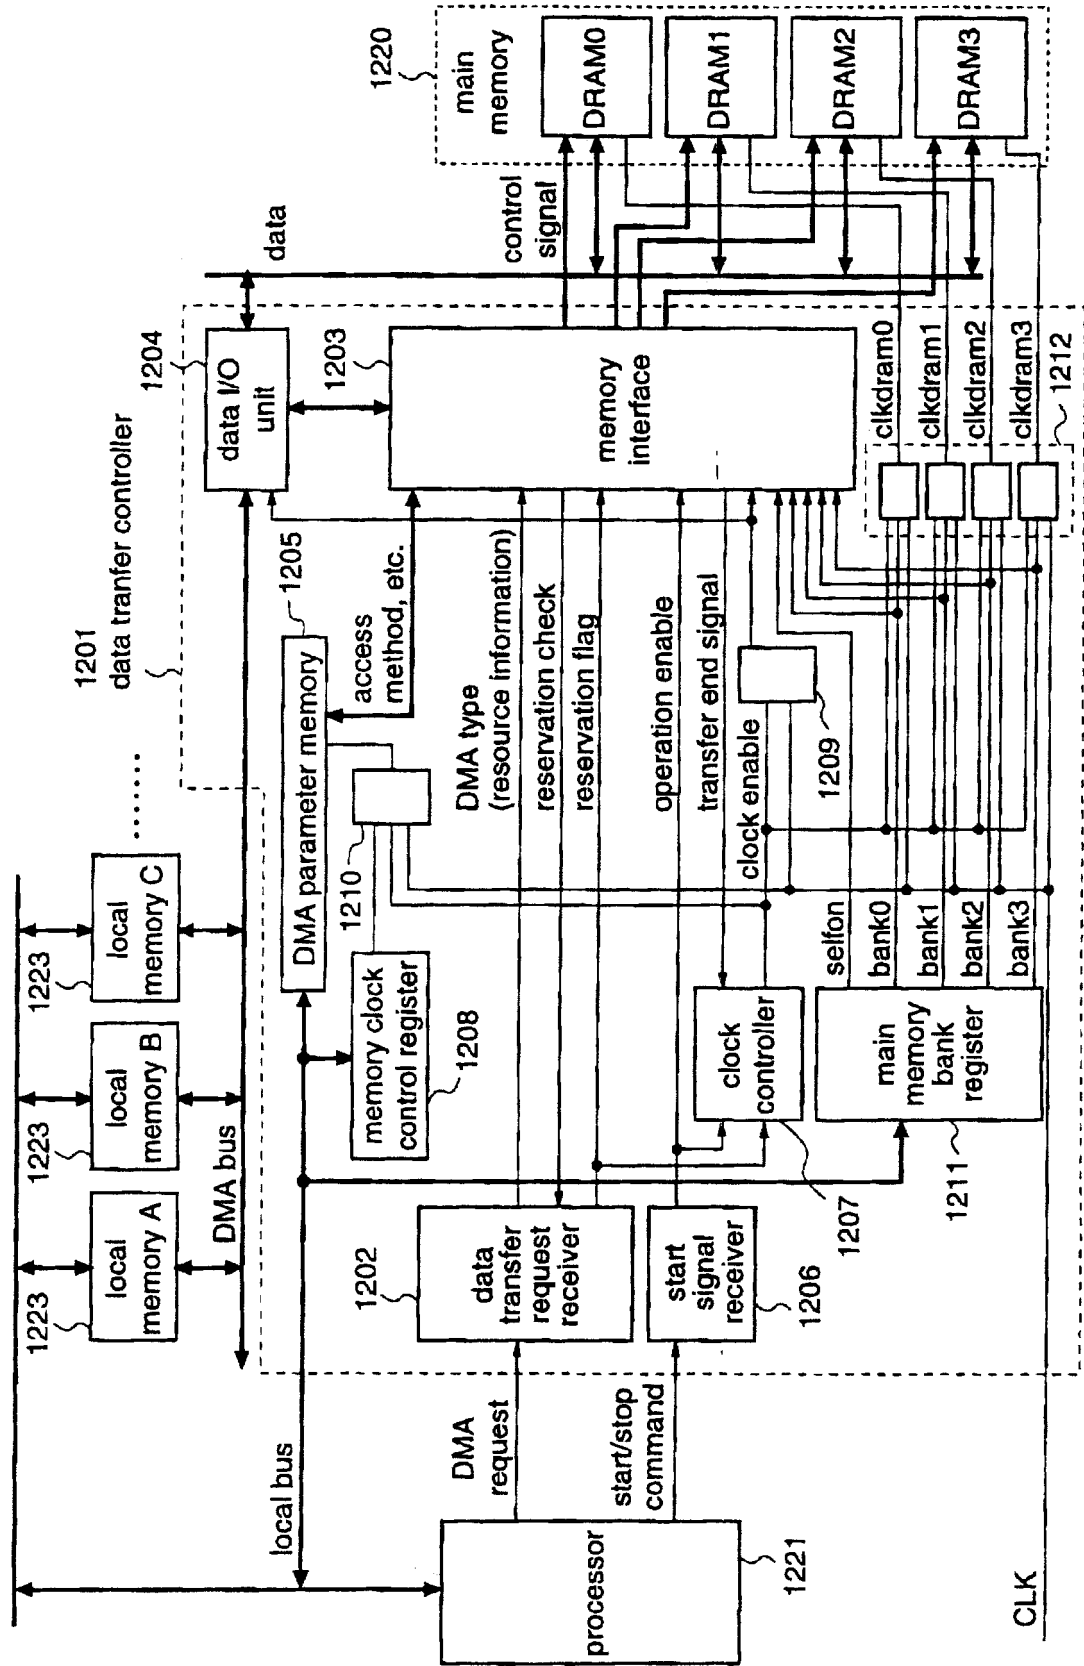 1201
data tranfer controller
1204
data I/O
unit
data
1220
main
memory
DRAM0
DRAM1
DRAM2
DRAM3
control
signal
1203
memory
interface
1205
DMA parameter memory
access
method, etc.
1223
local
memory A
1223
local
memory B
1223
local
memory C
.......
DMA bus
local bus
1210
memory clock
control register
1208
DMA type
(resource information)
reservation check
reservation flag
operation enable
transfer end signal
clock enable
1209
1202
data
transfer
request
receiver
start
signal
receiver
1206
clock
controller
1207
main
memory
bank
register
1211
selfon
bank0
bank1
bank2
bank3
clkdram0
clkdram1
clkdram2
clkdram3
1212
DMA
request
start/stop
command
processor
1221
CLK